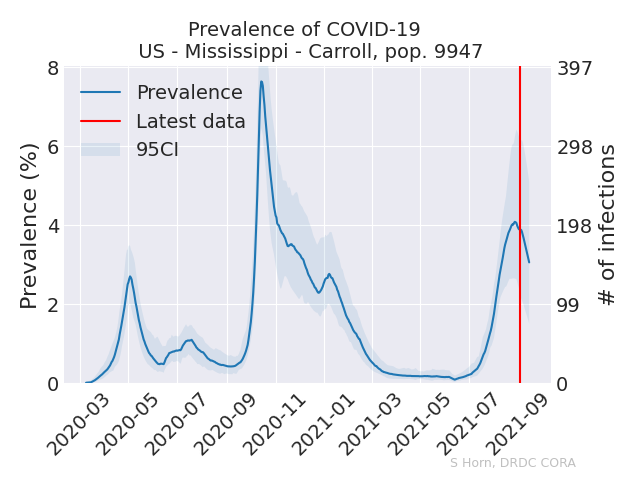 Prevalence of COVID-19
US - Mississippi - Carroll, pop. 9947
Prevalence
Latest data
95CI
Prevalence (%)
8
6
4
2
0
397
298
198
99
0
# of infections
2020-03
2020-05
2020-07
2020-09
2020-11
2021-01
2021-03
2021-05
2021-07
2021-09
S Horn, DRDC CORA